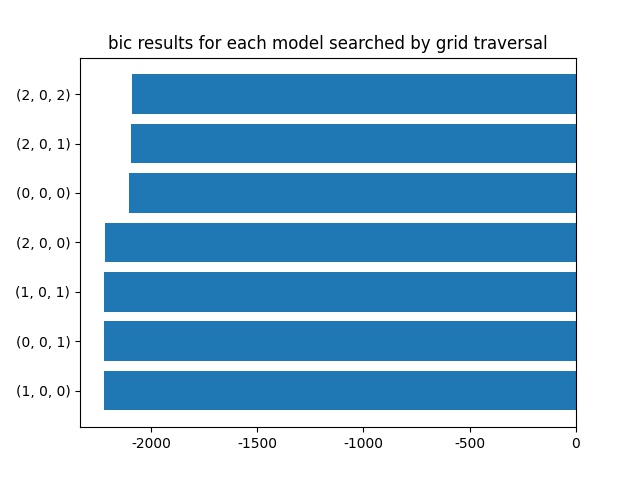 bic results for each model searched by grid traversal
(2, 0, 2)
(2, 0, 1)
(0, 0, 0)
(2, 0, 0)
(1, 0, 1)
(0, 0, 1)
(1, 0, 0)
-2000 -1500 -1000 -500 0